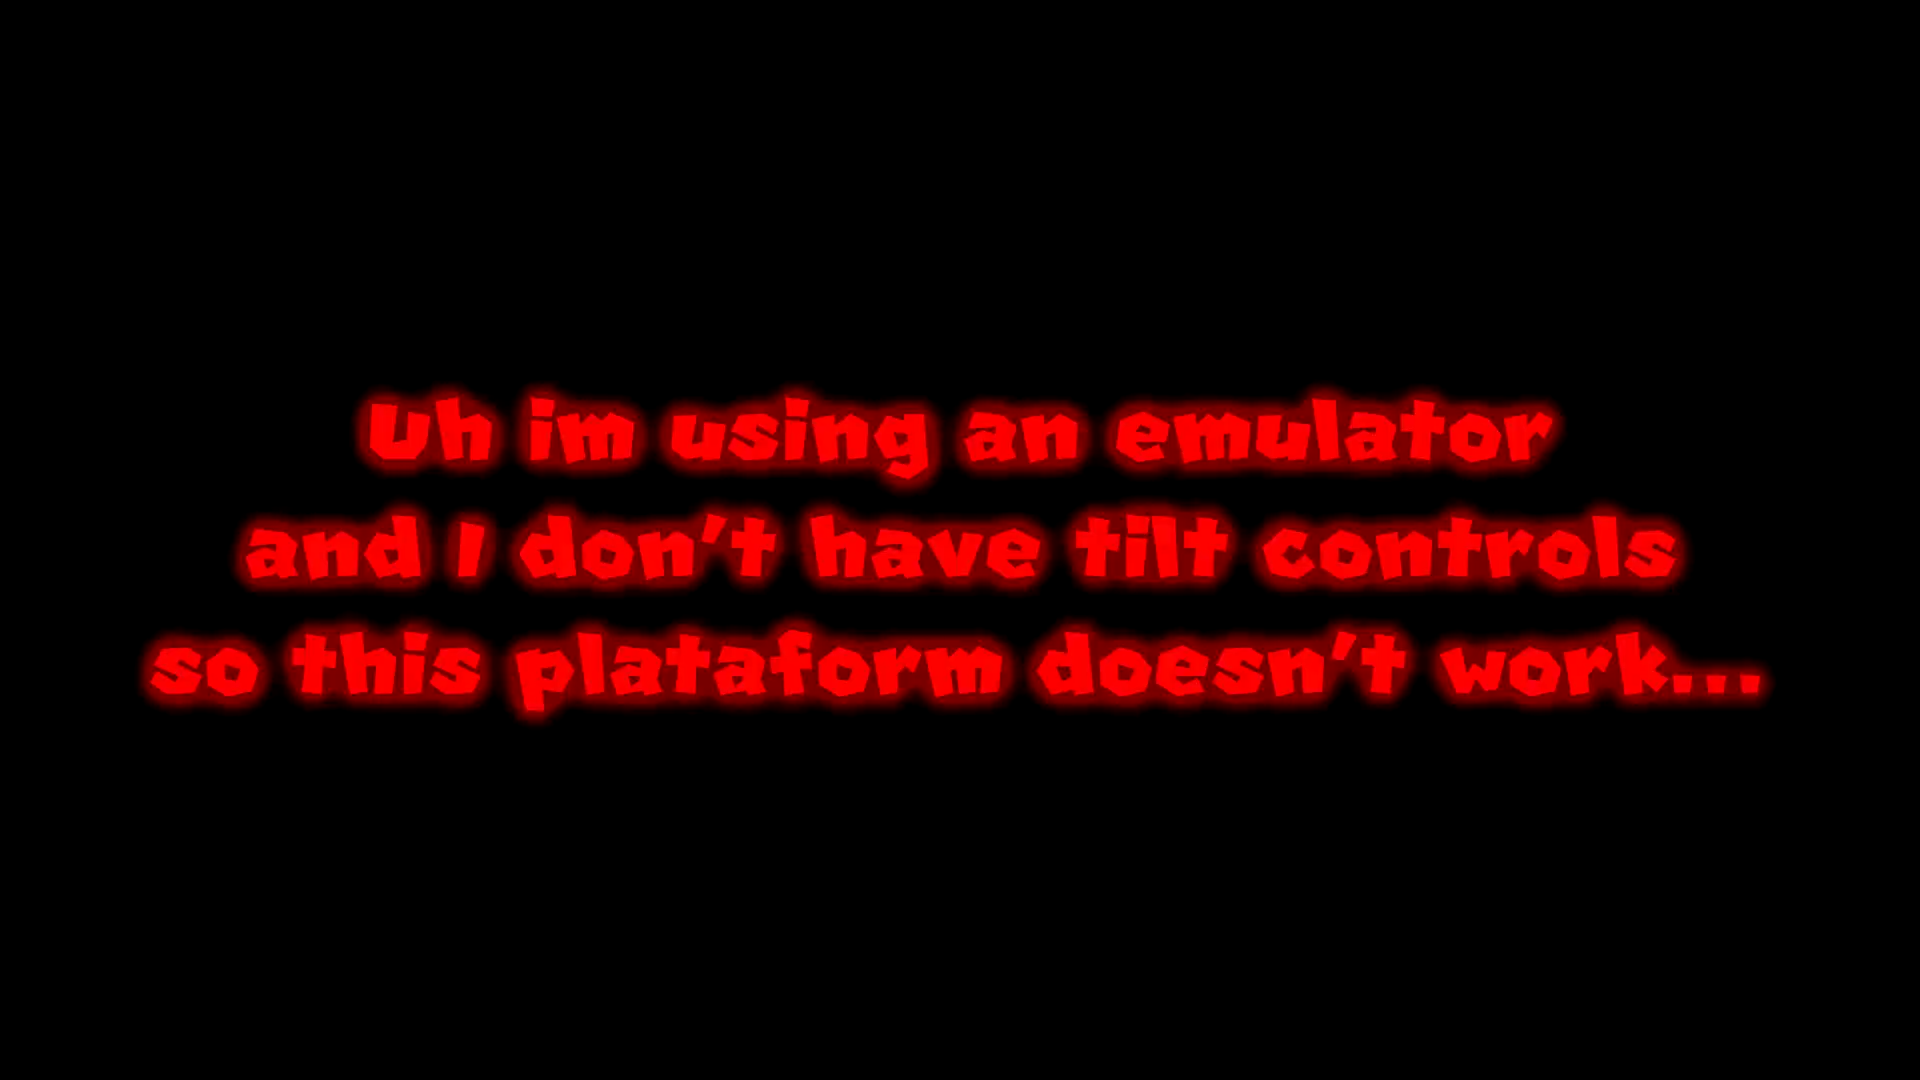 Uh im using an emulator
and I don't have tilt controls
so this plataform doesn't work...